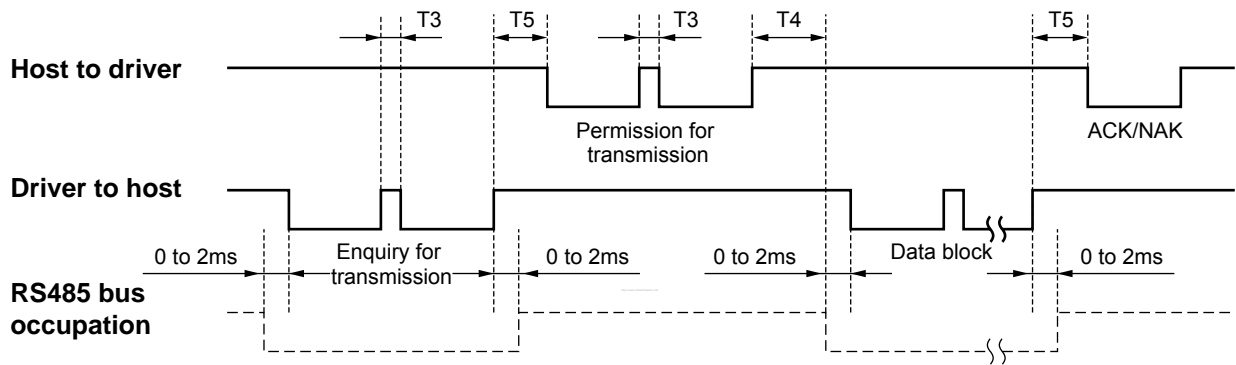 T3
T5
T3
T4
T5
Host to driver
Permission for
transmission
ACK/NAK
Driver to host
Enquiry for
transmission
Data block
0 to 2ms
0 to 2ms
0 to 2ms
0 to 2ms
RS485 bus
occupation